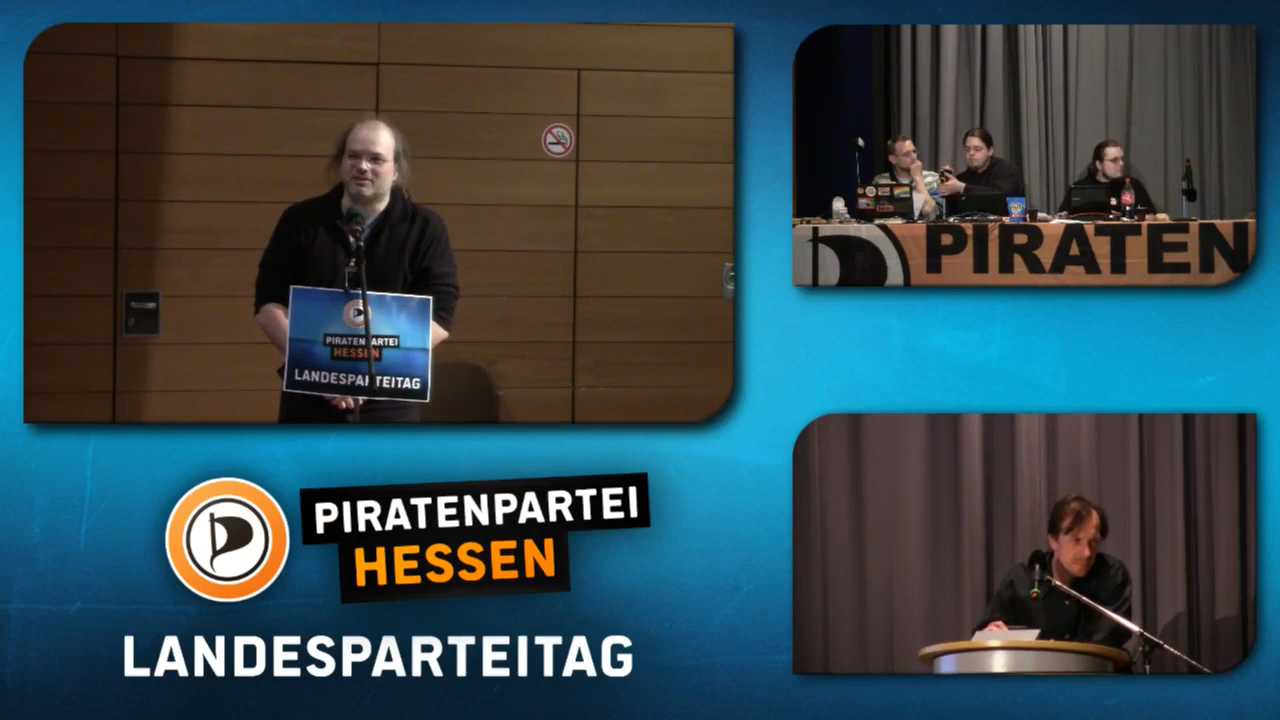 PIRATENPARTEI
HESSEN
LANDESPARTEITAG
PIRATEN
PIRATENPARTEI
HESSEN
LANDESPARTEITAG